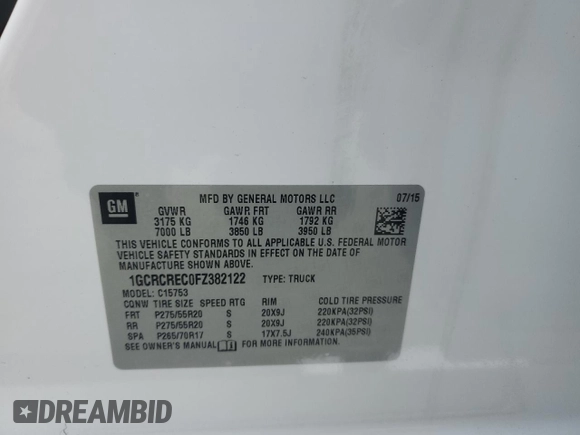 GM
MFD BY GENERAL MOTORS LLC
07/15
GVWR GAWR FRT GAWR RR
3175 KG 1746 KG 1792 KG
7000 LB 3850 LB 3950 LB
THIS VEHICLE CONFORMS TO ALL APPLICABLE U.S. FEDERAL MOTOR
VEHICLE SAFETY STANDARDS IN EFFECT ON THE DATE OF
MANUFACTURE SHOWN ABOVE.
1GCRCREC0FZ382122 TYPE: TRUCK
MODEL: C15753
CQNW TIRE SIZE SPEED RTG RIM COLD TIRE PRESSURE
FRT P275/55R20 S 20X9J 220KPA(32PSI)
RR P275/55R20 S 20X9J 220KPA(32PSI)
SPA P265/70R17 S 17X7.5J 240KPA(35PSI)
SEE OWNER'S MANUAL FOR MORE INFORMATION.
DREAMBID